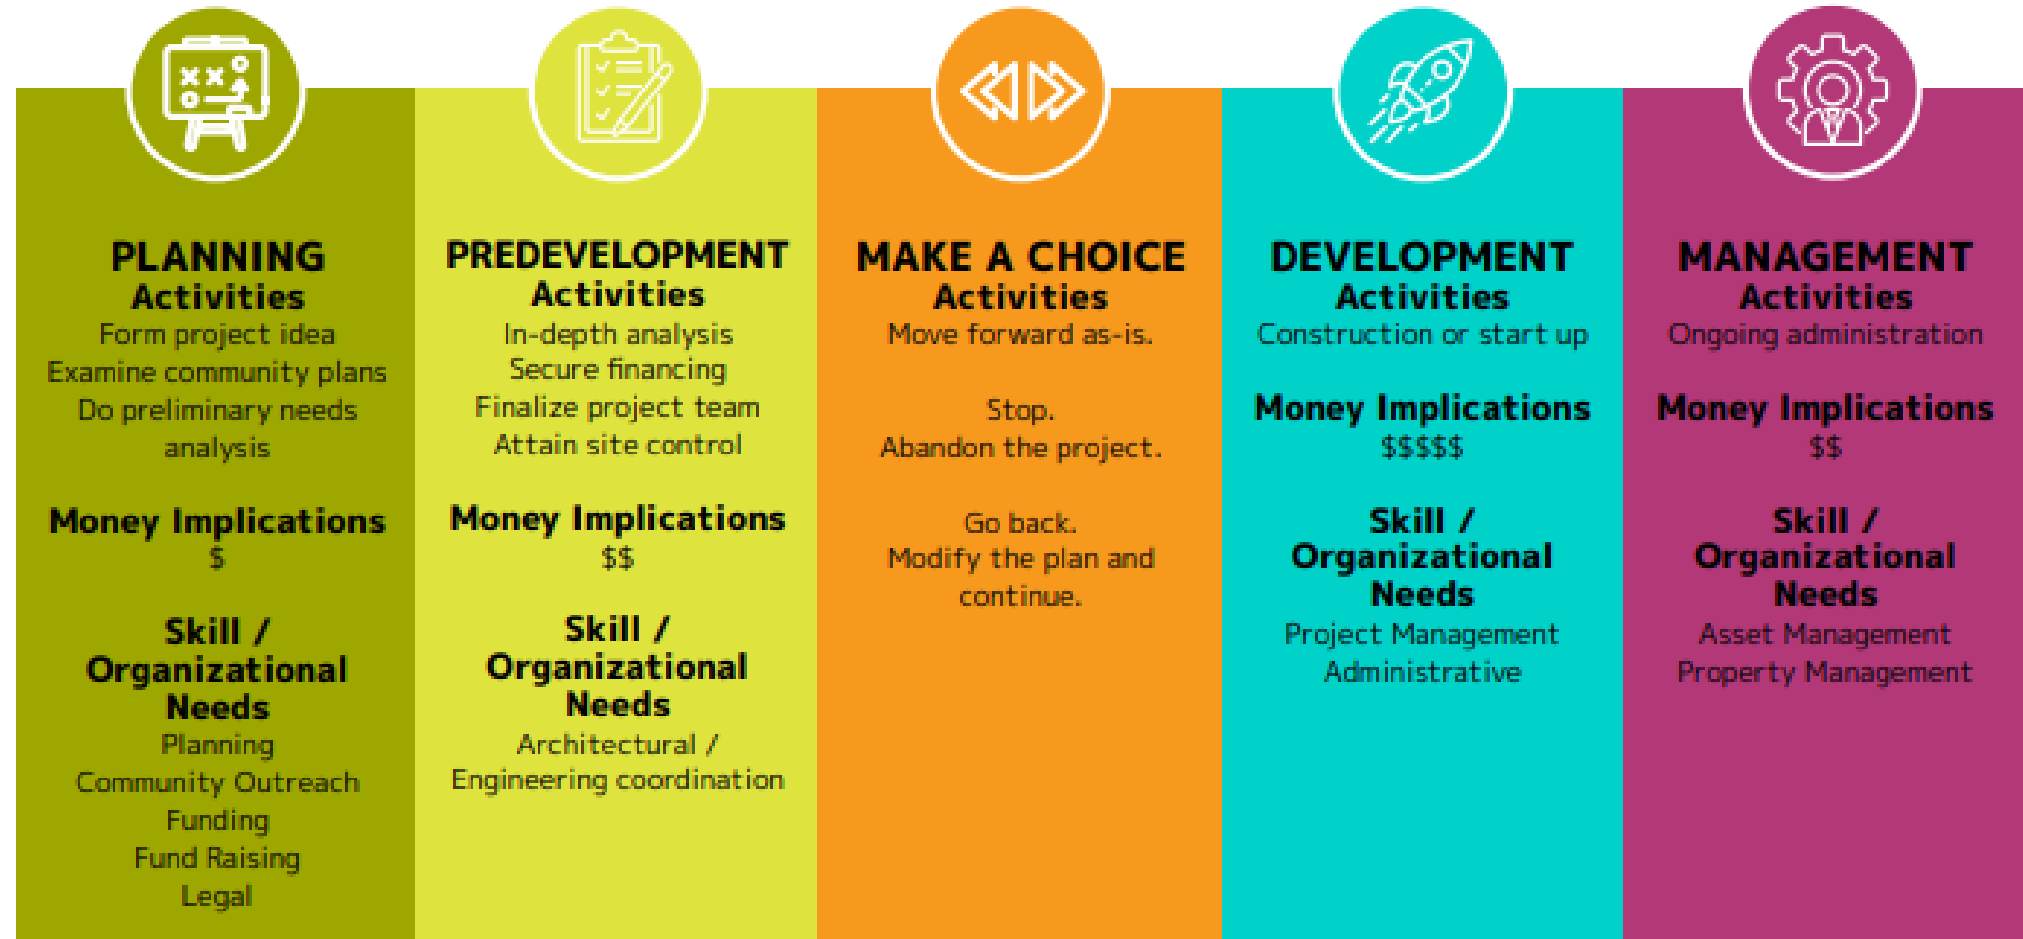 PLANNING
Activities
Form project idea
Examine community plans
Do preliminary needs
analysis
Money Implications
$
Skill /
Organizational
Needs
Planning
Community Outreach
Funding
Fund Raising
Legal
PREDEVELOPMENT
Activities
In-depth analysis
Secure financing
Finalize project team
Attain site control
Money Implications
$$
Skill /
Organizational
Needs
Architectural /
Engineering coordination
MAKE A CHOICE
Activities
Move forward as-is.
Stop.
Abandon the project.
Go back.
Modify the plan and
continue.
DEVELOPMENT
Activities
Construction or start up
Money Implications
$$$$$
Skill /
Organizational
Needs
Project Management
Administrative
MANAGEMENT
Activities
Ongoing administration
Money Implications
$$
Skill /
Organizational
Needs
Asset Management
Property Management